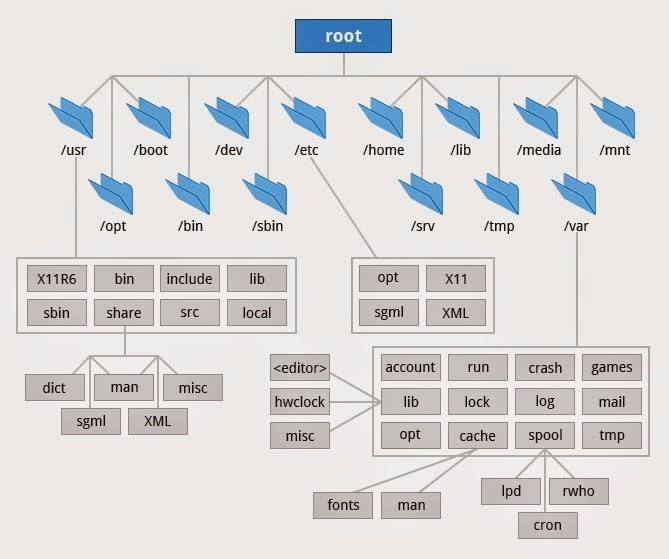 root
/usr /boot /dev /etc /home /lib /media /mnt
/opt /bin /sbin /srv /tmp /var
X11R6 bin include lib opt X11
sbin share src local sgml XML
<editor> account run crash games
dict man misc hwclock lib lock log mail
sgml XML misc opt cache spool tmp
fonts man lpd rwho
cron